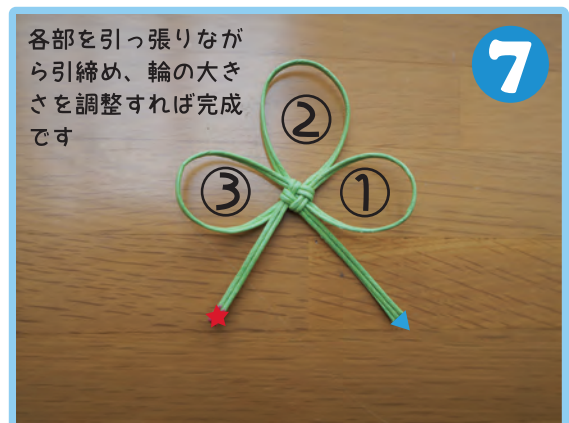 各部を引っ張りなが
ら引締め、輪の大き
さを調整すれば完成
です
7
②
③
①